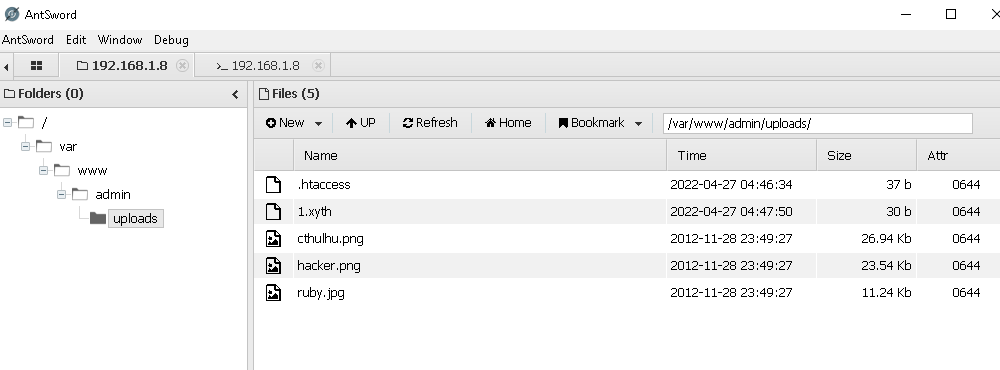 AntSword
AntSword Edit Window Debug
192.168.1.8 >_ 192.168.1.8
Folders (0)
Files (5)
New UP Refresh Home Bookmark /var/www/admin/uploads/
/
var
www
admin
uploads
Name Time Size Attr
.htaccess 2022-04-27 04:46:34 37 b 0644
1.xyth 2022-04-27 04:47:50 30 b 0644
cthulhu.png 2012-11-28 23:49:27 26.94 Kb 0644
hacker.png 2012-11-28 23:49:27 23.54 Kb 0644
ruby.jpg 2012-11-28 23:49:27 11.24 Kb 0644